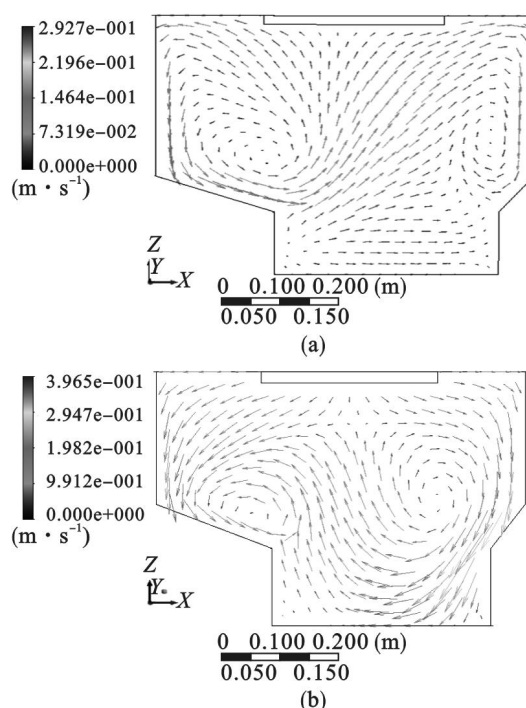 2.927e-001
2.196e-001
1.464e-001
7.319e-002
0.000e+000
(m·s⁻¹)
Z
Y
X
0 0.100 0.200 (m)
0.050 0.150
(a)
3.965e-001
2.947e-001
1.982e-001
9.912e-002
0.000e+000
(m·s⁻¹)
Z
Y
X
0 0.100 0.200 (m)
0.050 0.150
(b)